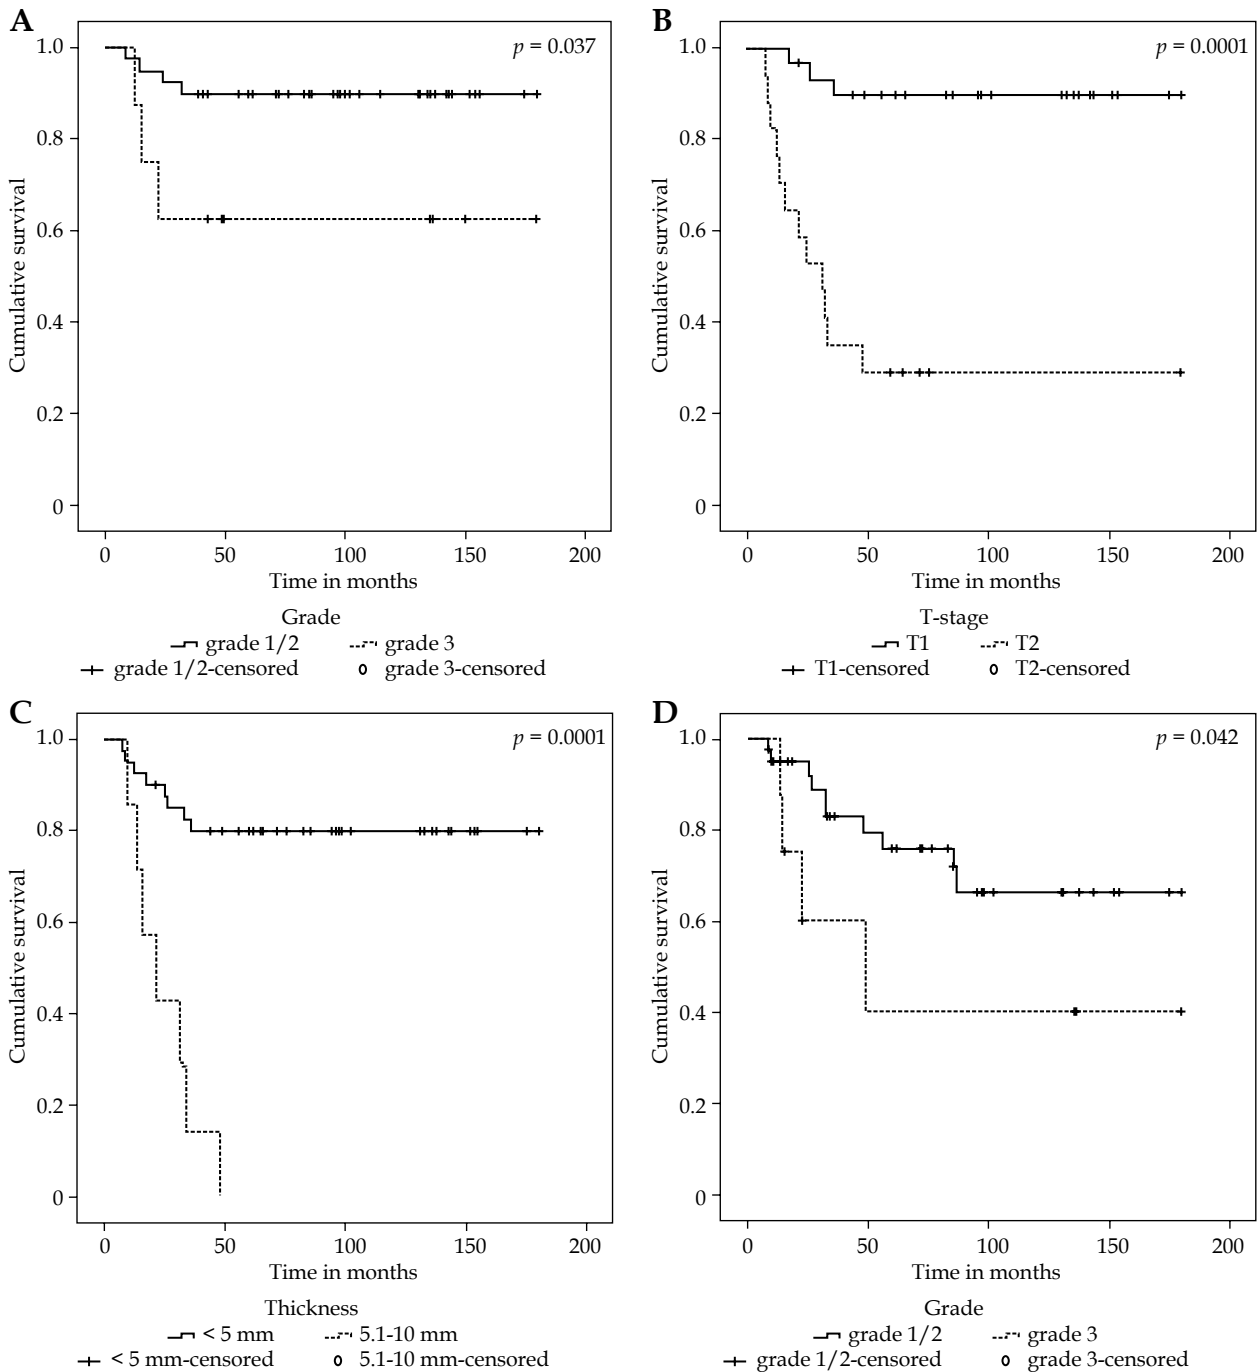 A
p = 0.037
Cumulative survival
1.0
0.8
0.6
0.4
0.2
0
0 50 100 150 200
Time in months
Grade
grade 1/2 grade 3
grade 1/2-censored grade 3-censored
B
p = 0.0001
Cumulative survival
1.0
0.8
0.6
0.4
0.2
0
0 50 100 150 200
Time in months
T-stage
T1 T2
T1-censored T2-censored
C
p = 0.0001
Cumulative survival
1.0
0.8
0.6
0.4
0.2
0
0 50 100 150 200
Time in months
Thickness
< 5 mm 5.1-10 mm
< 5 mm-censored 5.1-10 mm-censored
D
p = 0.042
Cumulative survival
1.0
0.8
0.6
0.4
0.2
0
0 50 100 150 200
Time in months
Grade
grade 1/2 grade 3
grade 1/2-censored grade 3-censored